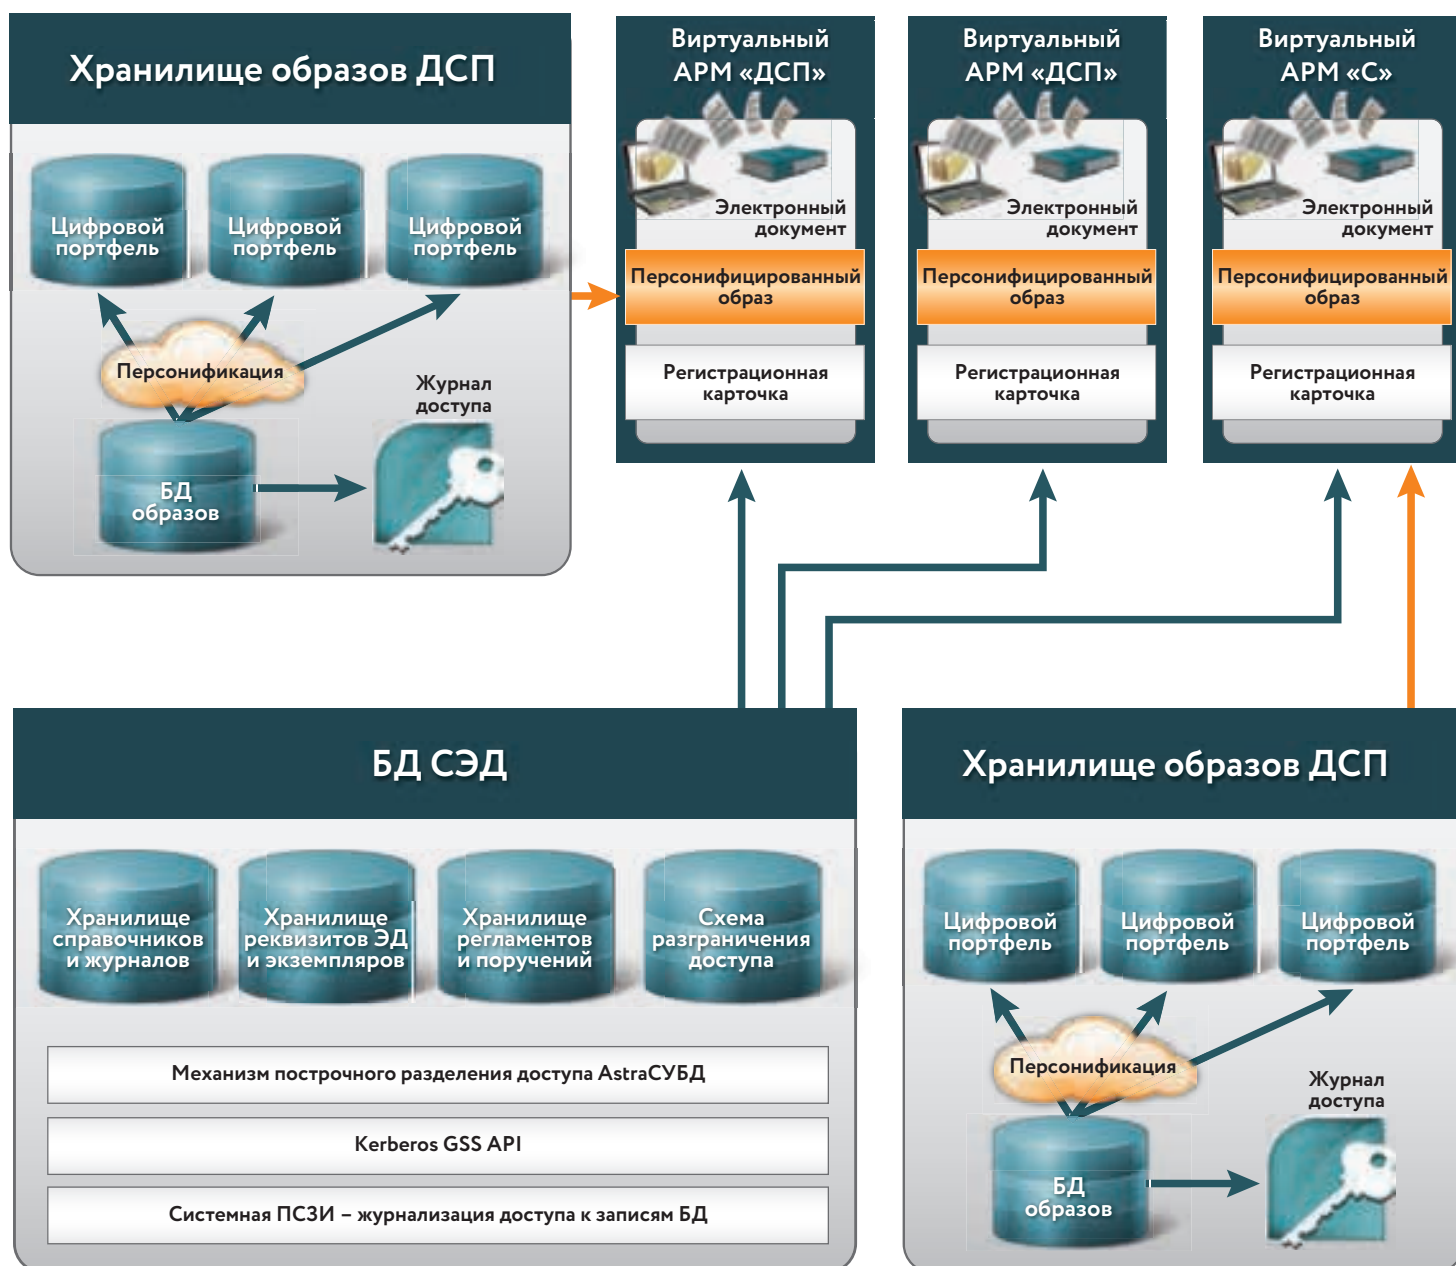 Хранилище образов ДСП
Цифровой
портфель
Цифровой
портфель
Цифровой
портфель
Персонификация
Журнал
доступа
БД
образов
Виртуальный
АРМ «ДСП»
Электронный
документ
Персонифицированный
образ
Регистрационная
карточка
Виртуальный
АРМ «ДСП»
Электронный
документ
Персонифицированный
образ
Регистрационная
карточка
Виртуальный
АРМ «С»
Электронный
документ
Персонифицированный
образ
Регистрационная
карточка
БД СЭД
Хранилище
справочников
и журналов
Хранилище
реквизитов ЭД
и экземпляров
Хранилище
регламентов
и поручений
Схема
разграничения
доступа
Механизм построчного разделения доступа AstraСУБД
Kerberos GSS API
Системная ПСЗИ – журнализация доступа к записям БД
Хранилище образов ДСП
Цифровой
портфель
Цифровой
портфель
Цифровой
портфель
Персонификация
Журнал
доступа
БД
образов